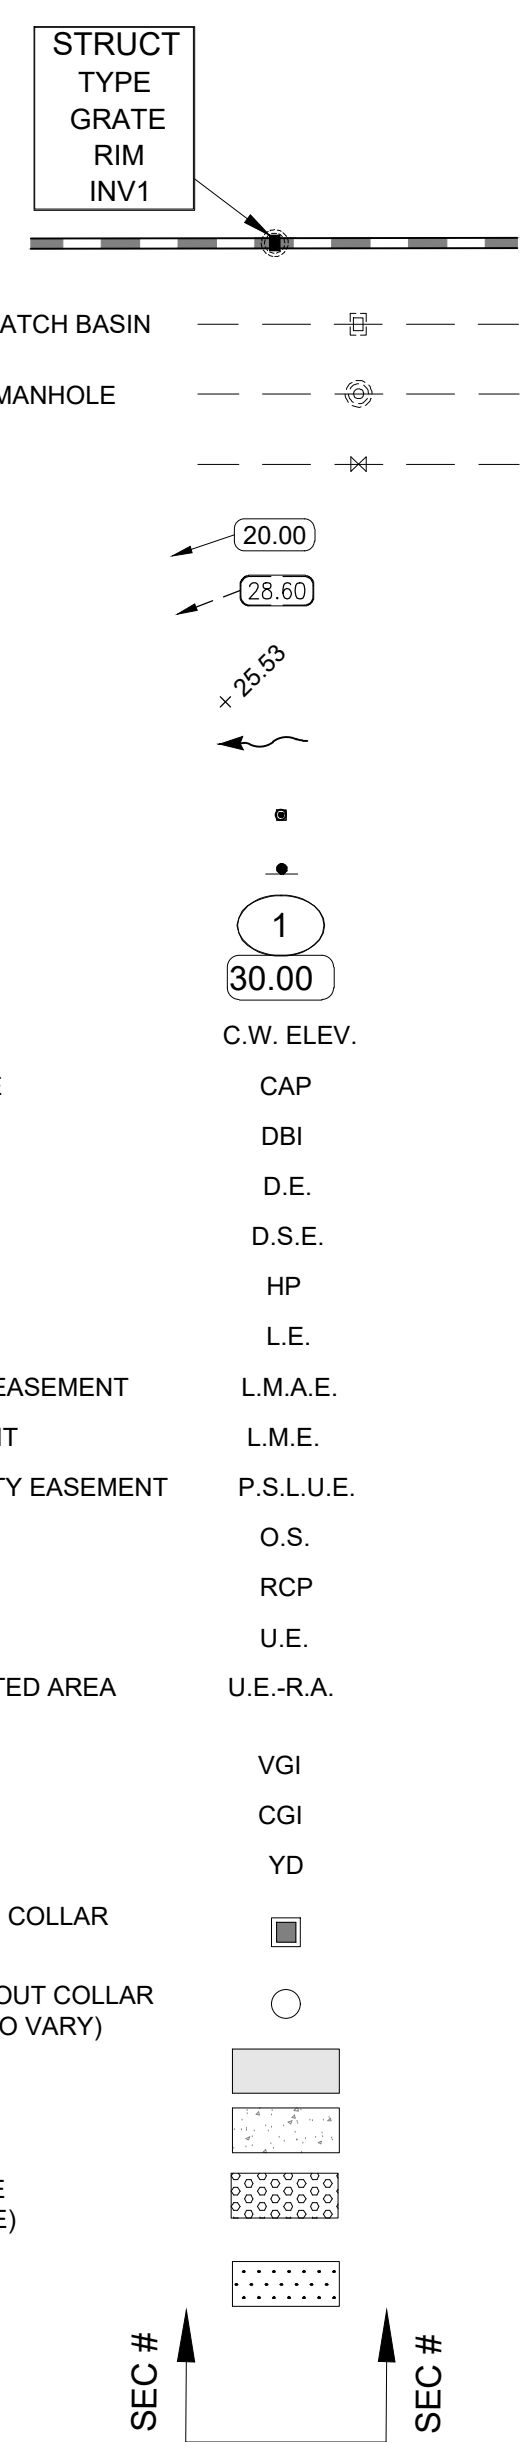 STRUCT
TYPE
GRATE
RIM
INV1
ATCH BASIN
MANHOLE
20.00
28.60
25.53
1
30.00
C.W. ELEV.
E CAP
DBI
D.E.
D.S.E.
HP
L.E.
EASEMENT L.M.A.E.
NT L.M.E.
TY EASEMENT P.S.L.U.E.
O.S.
RCP
U.E.
TED AREA U.E.-R.A.
VGI
CGI
YD
COLLAR
OUT COLLAR
O VARY)
E
E)
SEC # SEC #